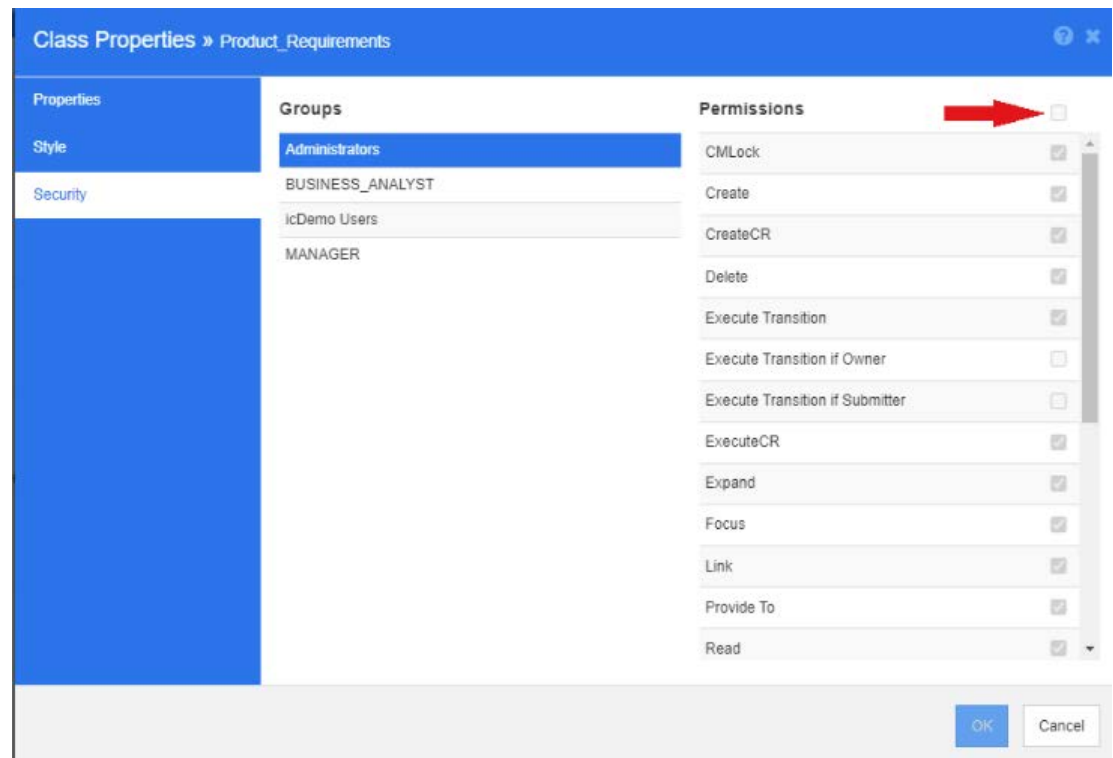 Class Properties » Product_Requirements
Properties
Style
Security
Groups
Administrators
BUSINESS_ANALYST
icDemo Users
MANAGER
Permissions
CMLock
Create
CreateCR
Delete
Execute Transition
Execute Transition if Owner
Execute Transition if Submitter
ExecuteCR
Expand
Focus
Link
Provide To
Read
OK
Cancel